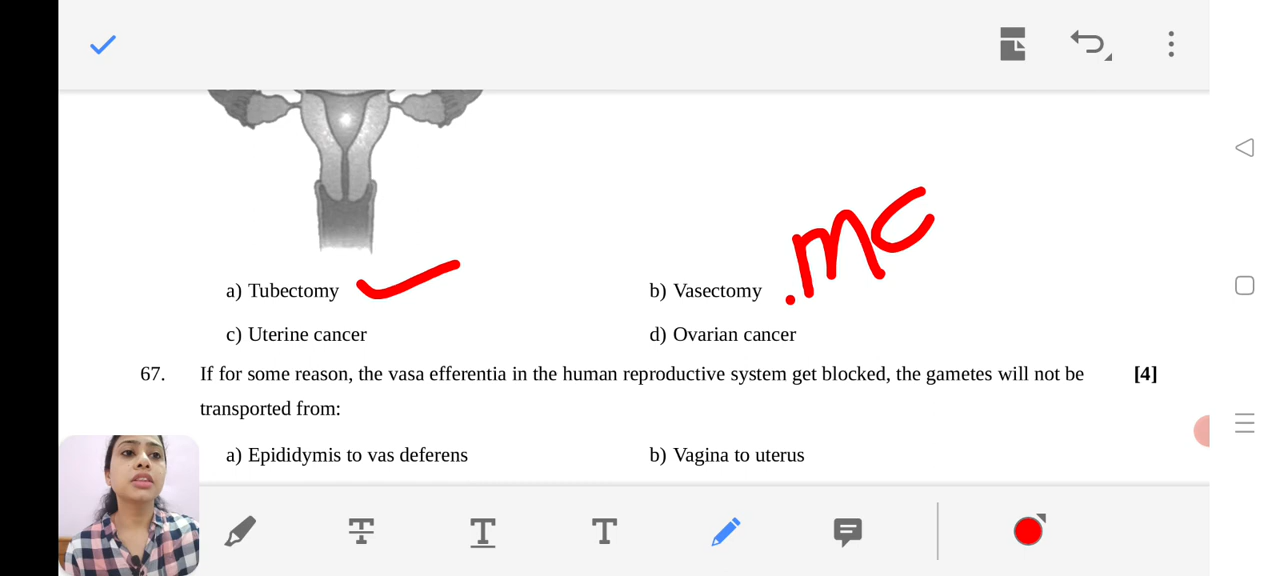 mc
a) Tubectomy b) Vasectomy
c) Uterine cancer d) Ovarian cancer
67. If for some reason, the vasa efferentia in the human reproductive system get blocked, the gametes will not be [4]
transported from:
a) Epididymis to vas deferens b) Vagina to uterus
T T T